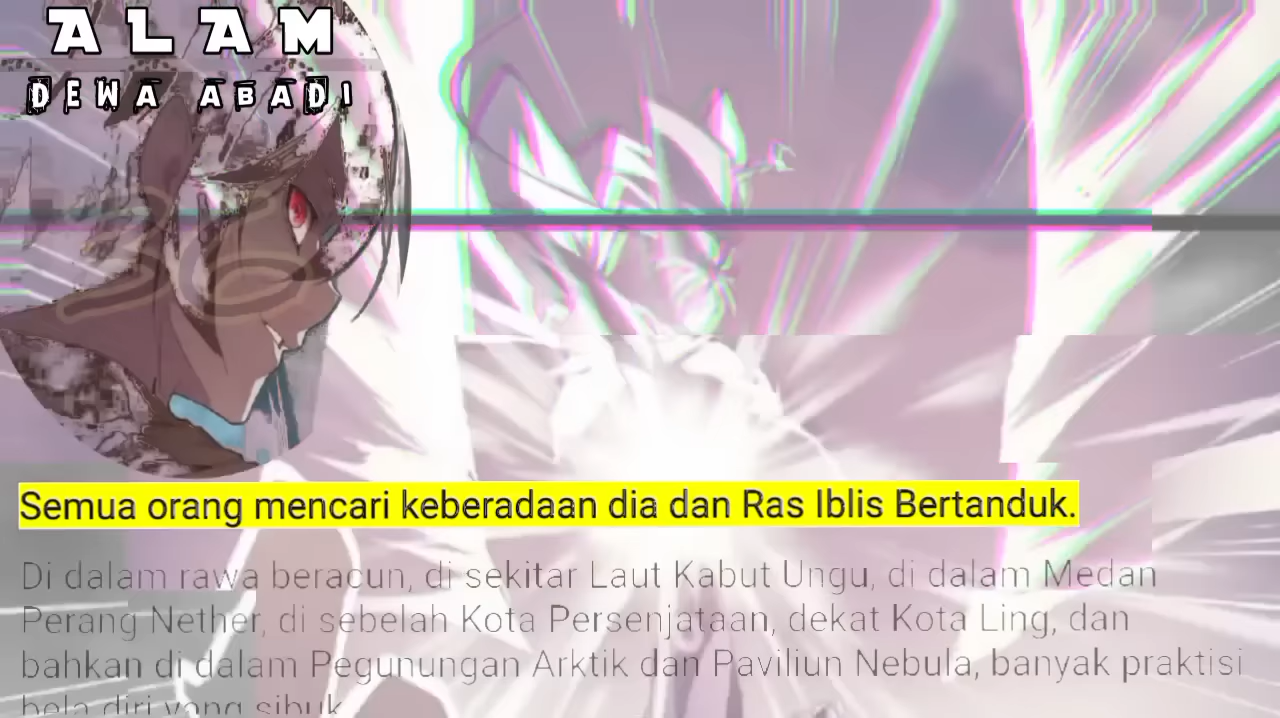 ALAM
DEWA ABADI
Semua orang mencari keberadaan dia dan Ras Iblis Bertanduk.
Di dalam rawa beracun, di sekitar Laut Kabut Ungu, di dalam Medan
Perang Nether, di sebelah Kota Persenjataan, dekat Kota Ling, dan
bahkan di dalam Pegunungan Arktik dan Paviliun Nebula, banyak praktisi
bela diri yang sibuk